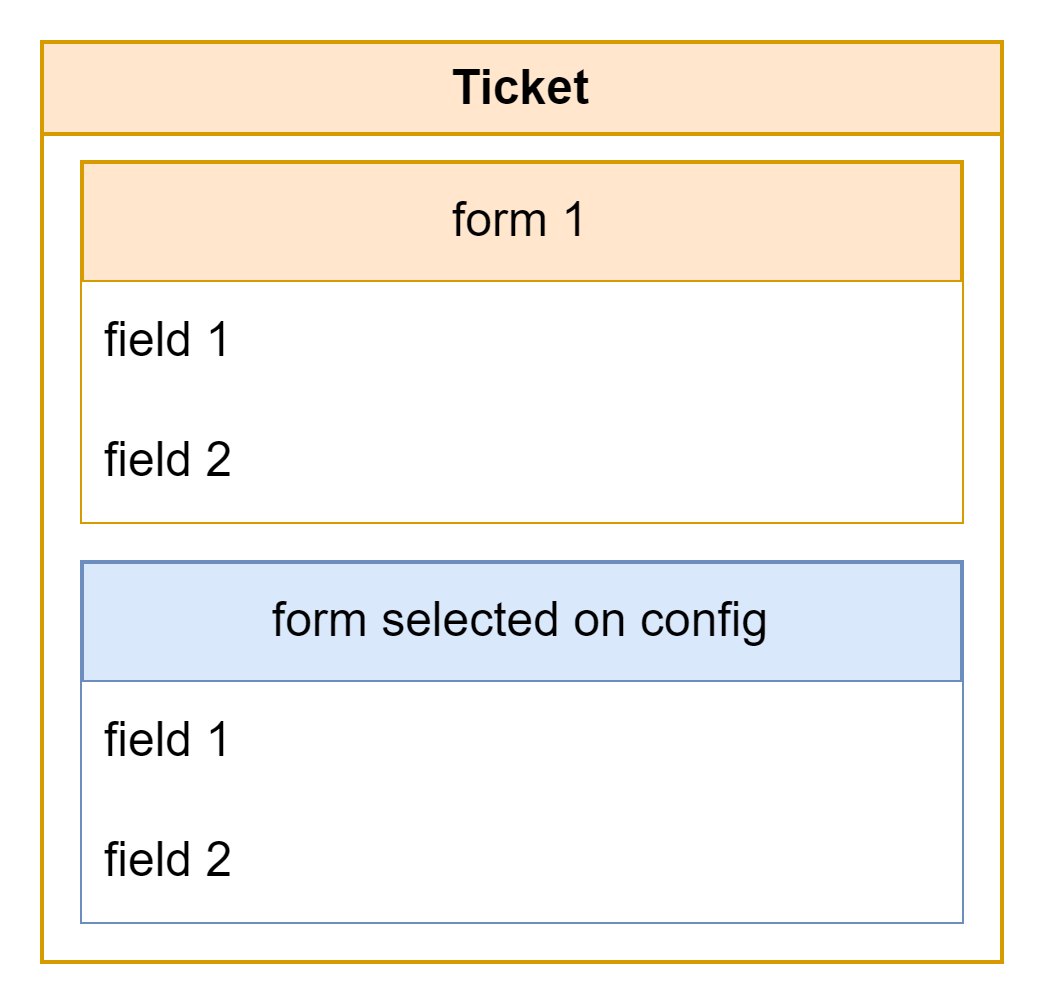 Ticket
form 1
field 1
field 2
form selected on config
field 1
field 2